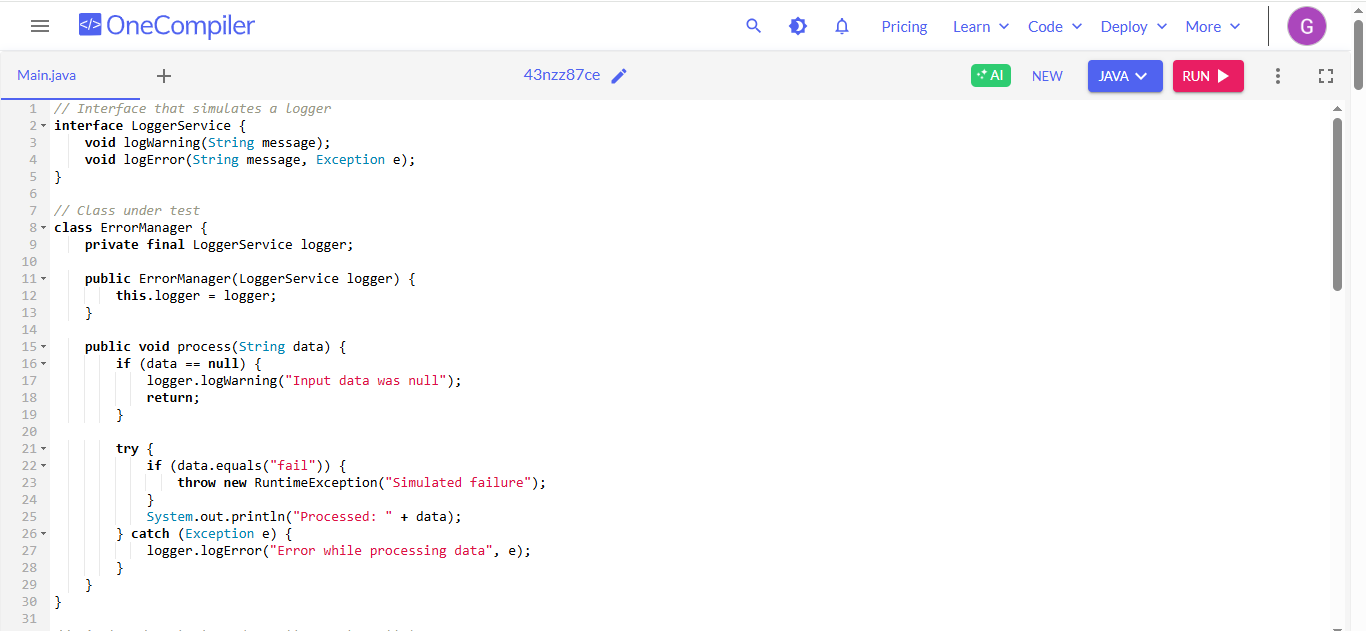 </> OneCompiler
Pricing Learn Code Deploy More G
Main.java + 43nzz87ce AI NEW JAVA RUN
1 // Interface that simulates a logger
2 interface LoggerService {
3     void logWarning(String message);
4     void logError(String message, Exception e);
5 }
6
7 // Class under test
8 class ErrorManager {
9     private final LoggerService logger;
10
11     public ErrorManager(LoggerService logger) {
12         this.logger = logger;
13     }
14
15     public void process(String data) {
16         if (data == null) {
17             logger.logWarning("Input data was null");
18             return;
19         }
20
21         try {
22             if (data.equals("fail")) {
23                 throw new RuntimeException("Simulated failure");
24             }
25             System.out.println("Processed: " + data);
26         } catch (Exception e) {
27             logger.logError("Error while processing data", e);
28         }
29     }
30 }
31